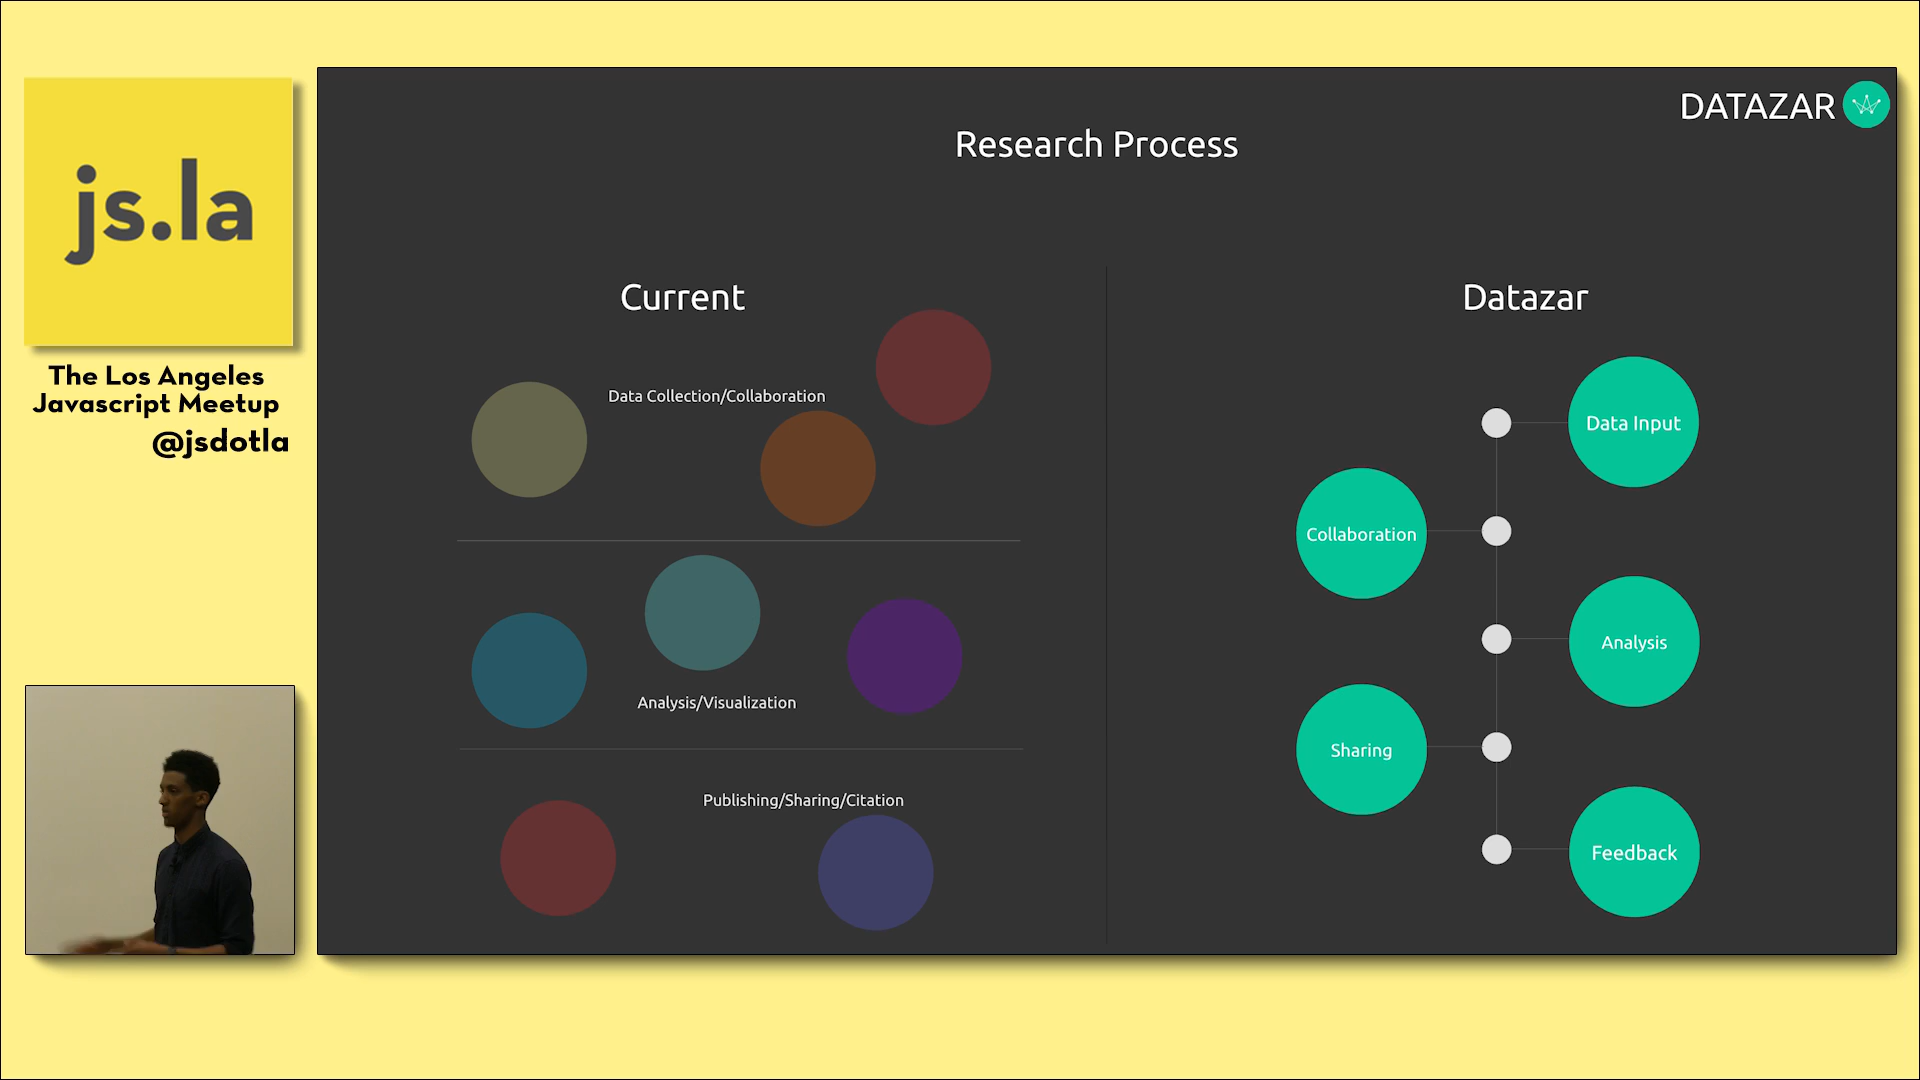 js.la
The Los Angeles
Javascript Meetup
@jsdotla
DATAZAR
Research Process
Current
Data Collection/Collaboration
Analysis/Visualization
Publishing/Sharing/Citation
Datazar
Data Input
Collaboration
Analysis
Sharing
Feedback